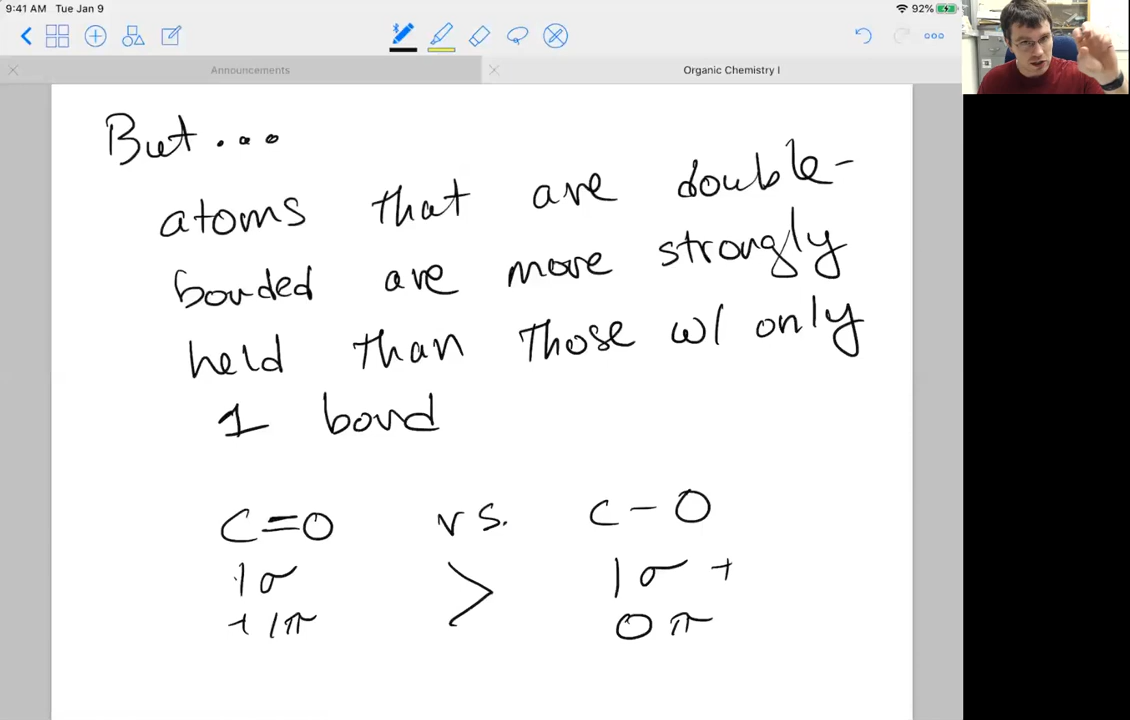 9:41 AM Tue Jan 9
92%
Announcements
Organic Chemistry I
But...
atoms that are double-
bonded are more strongly
held than those w/ only
1 bond
C=O vs. C-O
1σ > 1σ +
+ 1π 0π